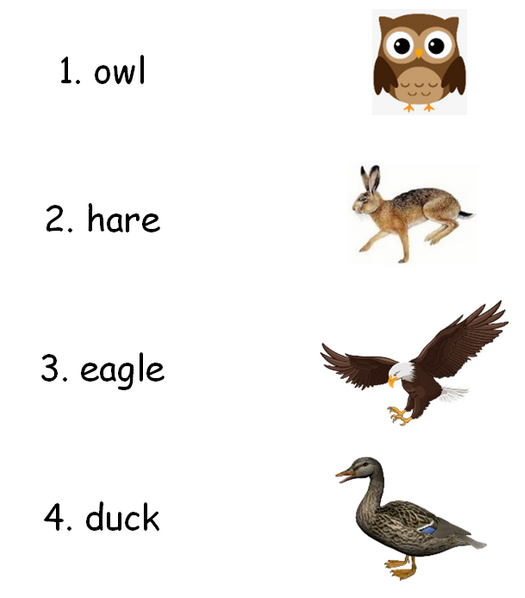 1. owl
2. hare
3. eagle
4. duck